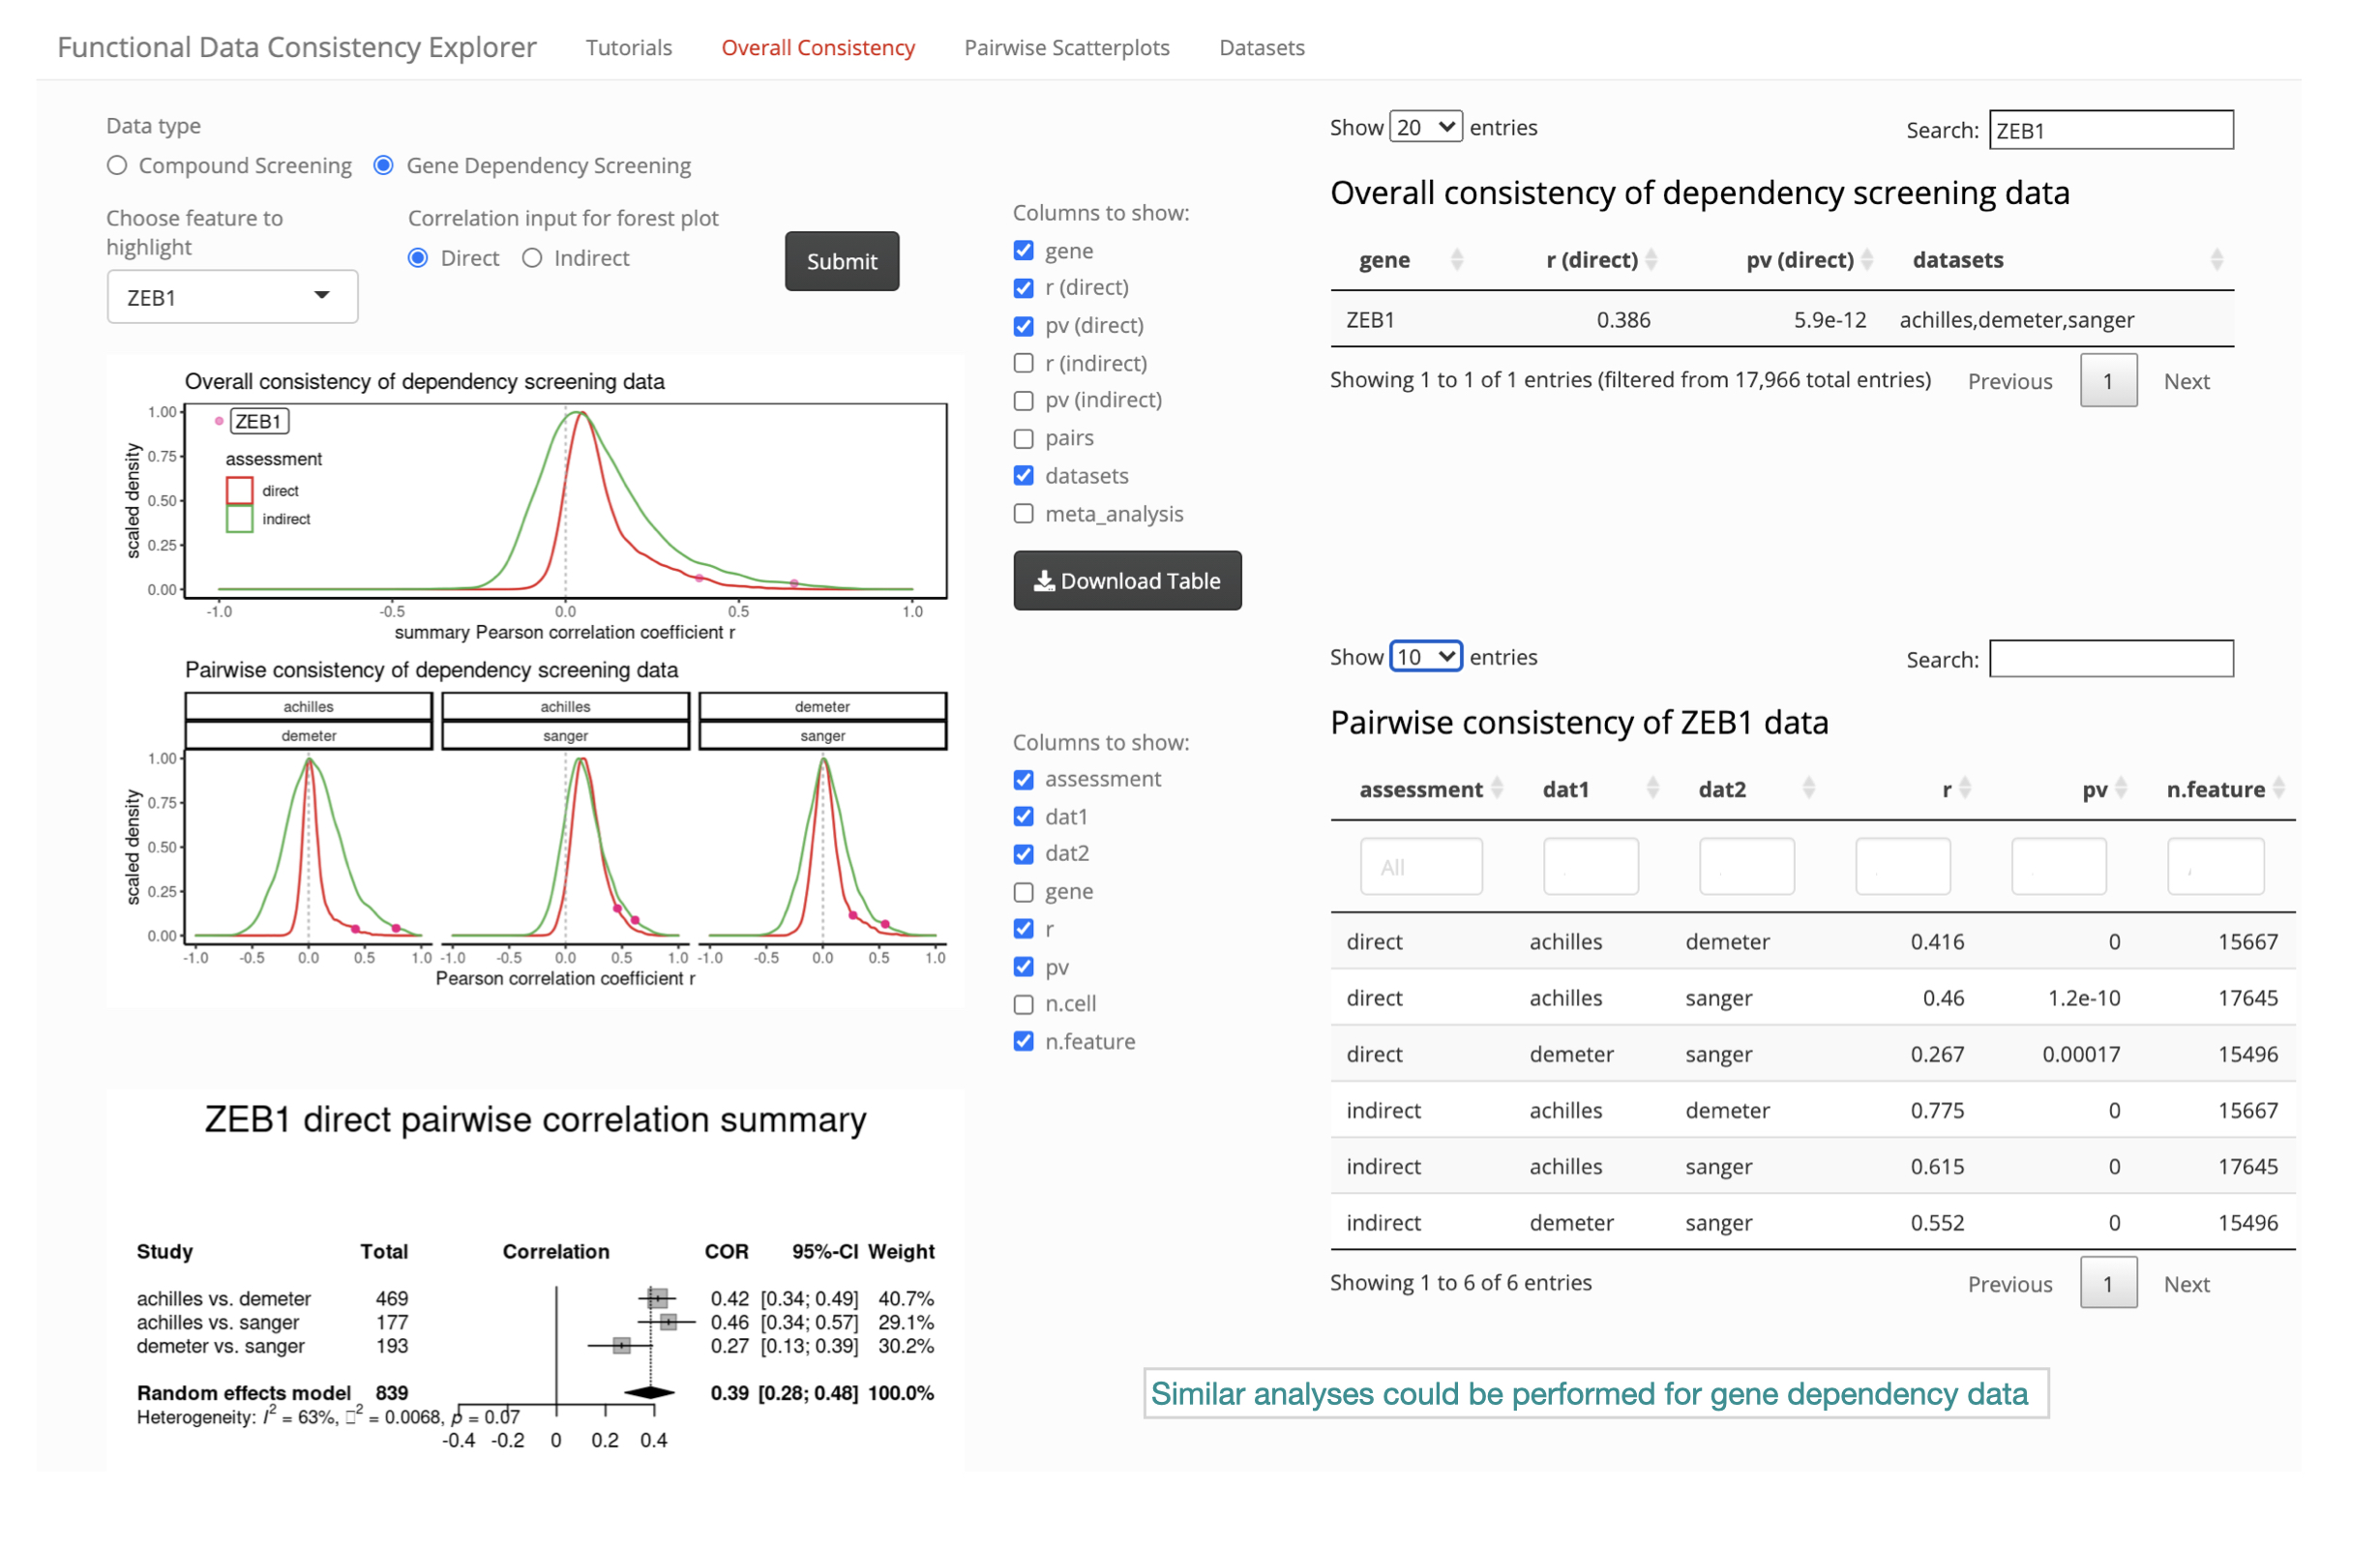 Functional Data Consistency Explorer Tutorials Overall Consistency Pairwise Scatterplots Datasets
Data type
Compound Screening Gene Dependency Screening
Choose feature to
highlight
Correlation input for forest plot
Direct Indirect
ZEB1
Submit
Overall consistency of dependency screening data
ZEB1
assessment
direct
indirect
scaled density
1.00
0.75
0.50
0.25
0.00
-1.0 -0.5 0.0 0.5 1.0
summary Pearson correlation coefficient r
Pairwise consistency of dependency screening data
achilles achilles demeter
demeter sanger sanger
scaled density
1.00
0.75
0.50
0.25
0.00
-1.0 -0.5 0.0 0.5 1.0 -1.0 -0.5 0.0 0.5 1.0 -1.0 -0.5 0.0 0.5 1.0
Pearson correlation coefficient r
ZEB1 direct pairwise correlation summary
Study Total Correlation COR 95%-CI Weight
achilles vs. demeter 469 0.42 [0.34; 0.49] 40.7%
achilles vs. sanger 177 0.46 [0.34; 0.57] 29.1%
demeter vs. sanger 193 0.27 [0.13; 0.39] 30.2%
Random effects model 839 0.39 [0.28; 0.48] 100.0%
Heterogeneity: I² = 63%, □² = 0.0068, p = 0.07
-0.4 -0.2 0 0.2 0.4
Columns to show:
gene
r (direct)
pv (direct)
r (indirect)
pv (indirect)
pairs
datasets
meta_analysis
Download Table
Show 20 entries
Search: ZEB1
Overall consistency of dependency screening data
gene r (direct) pv (direct) datasets
ZEB1 0.386 5.9e-12 achilles,demeter,sanger
Showing 1 to 1 of 1 entries (filtered from 17,966 total entries) Previous 1 Next
Columns to show:
assessment
dat1
dat2
gene
r
pv
n.cell
n.feature
Show 10 entries
Search:
Pairwise consistency of ZEB1 data
assessment dat1 dat2 r pv n.feature
All
direct achilles demeter 0.416 0 15667
direct achilles sanger 0.46 1.2e-10 17645
direct demeter sanger 0.267 0.00017 15496
indirect achilles demeter 0.775 0 15667
indirect achilles sanger 0.615 0 17645
indirect demeter sanger 0.552 0 15496
Showing 1 to 6 of 6 entries Previous 1 Next
Similar analyses could be performed for gene dependency data